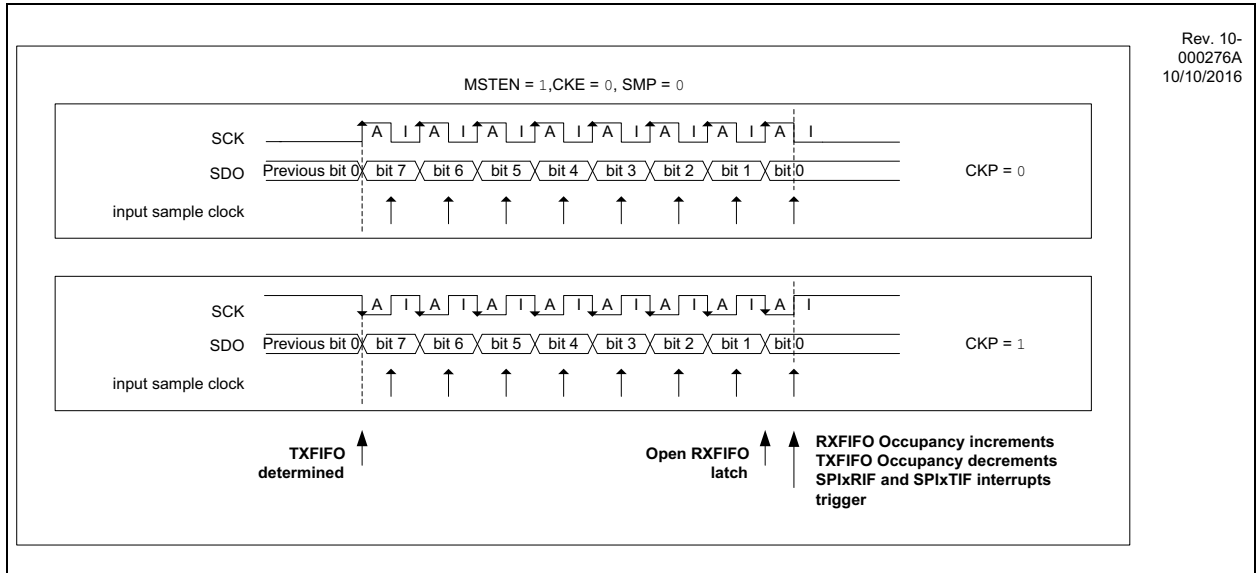 Rev. 10-
000276A
10/10/2016
MSTEN = 1,CKE = 0, SMP = 0
SCK A I A I A I A I A I A I A I A I
SDO Previous bit 0 bit 7 bit 6 bit 5 bit 4 bit 3 bit 2 bit 1 bit 0 CKP = 0
input sample clock
SCK A I A I A I A I A I A I A I A I
SDO Previous bit 0 bit 7 bit 6 bit 5 bit 4 bit 3 bit 2 bit 1 bit 0 CKP = 1
input sample clock
TXFIFO
determined
Open RXFIFO
latch
RXFIFO Occupancy increments
TXFIFO Occupancy decrements
SPIxRIF and SPIxTIF interrupts
trigger